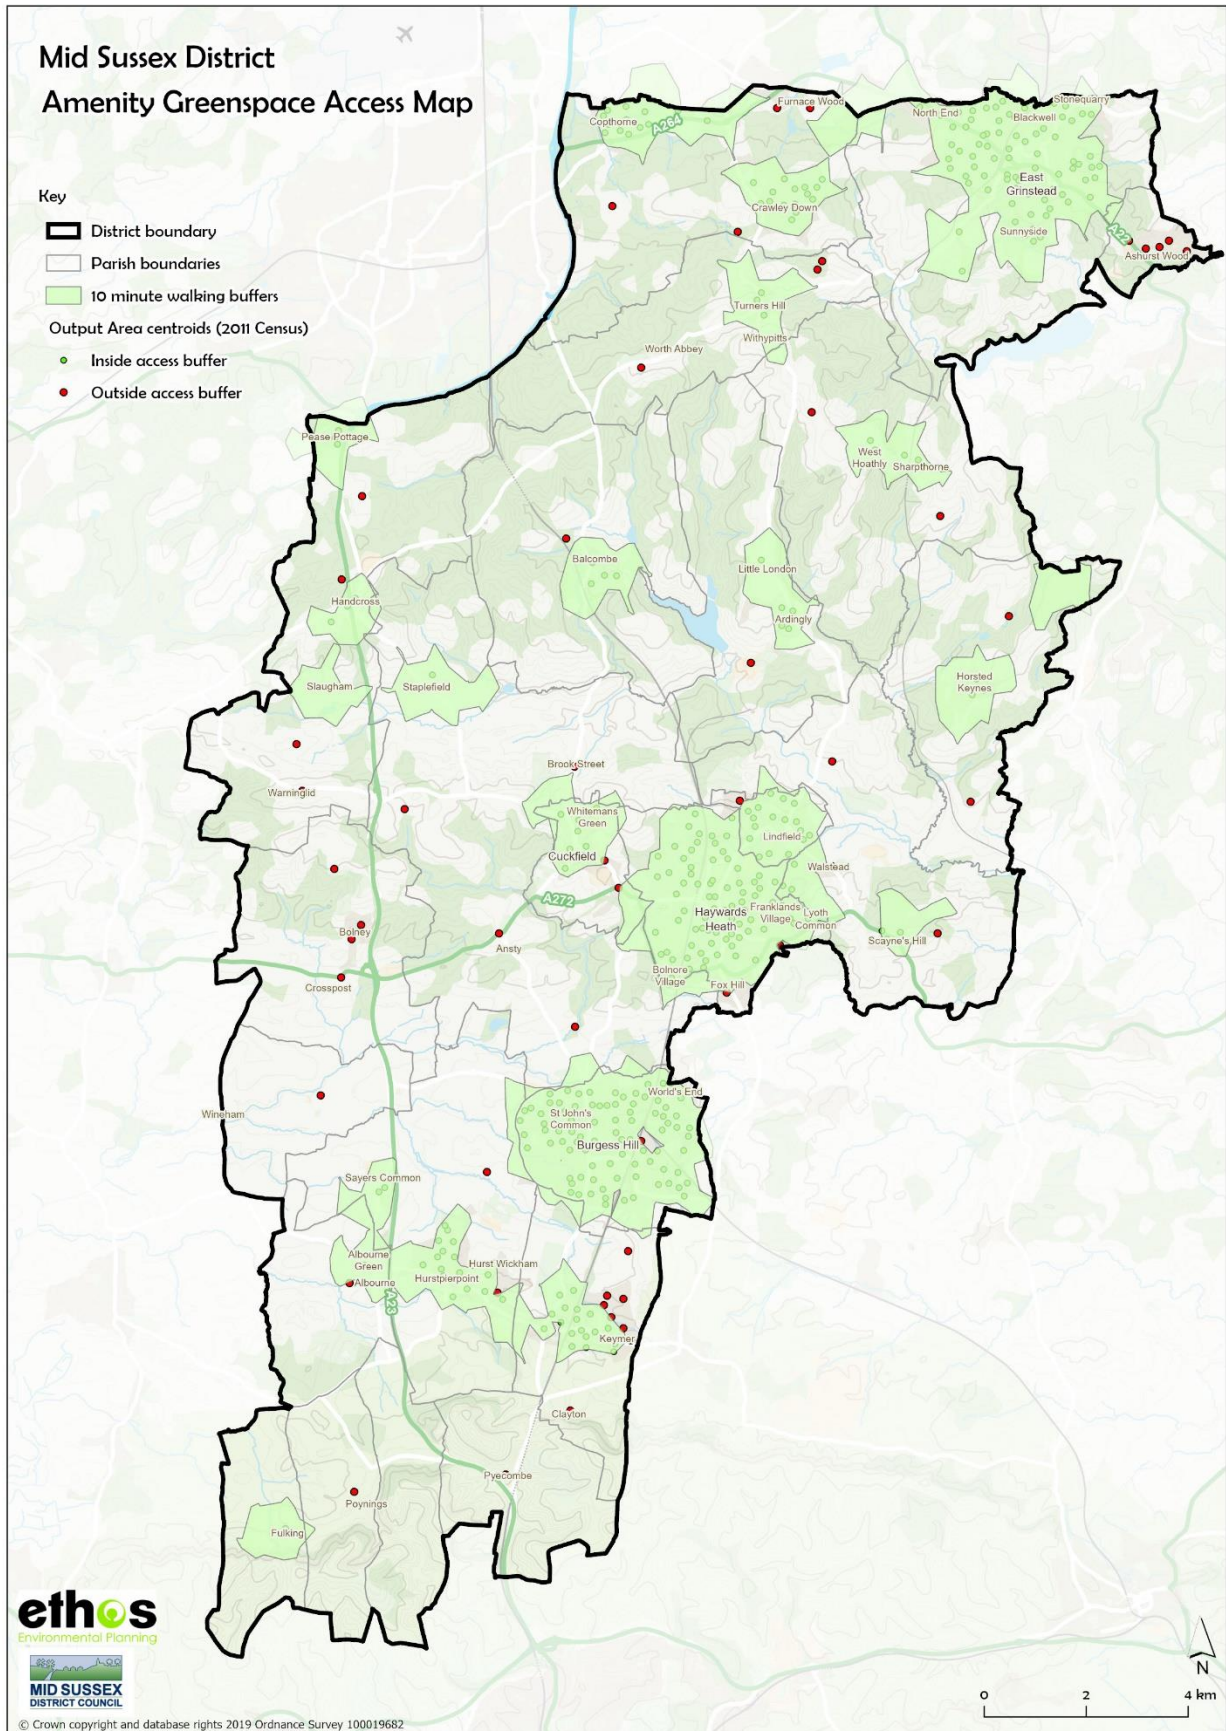 Mid Sussex District
Amenity Greenspace Access Map
Key
District boundary
Parish boundaries
10 minute walking buffers
Output Area centroids (2011 Census)
Inside access buffer
Outside access buffer
Copthorne
A264
Furnace Wood
North End
Stonequarry
Blackwell
East
Grinstead
Crawley Down
Sunnyside
A22
Ashurst Wood
Turners Hill
Withypitts
Worth Abbey
Pease Pottage
West
Hoathly
Sharpthorne
Balcombe
Little London
Handcross
Ardingly
Slaugham
Staplefield
Horsted
Keynes
Brook Street
Warninglid
Whitemans
Green
Lindfield
Cuckfield
Walstead
A272
Haywards
Heath
Franklands
Village
Lyoth
Common
Bolney
Ansty
Scayne's Hill
Crosspost
Bolnore
Village
Fox Hill
World's End
Wineham
St John's
Common
Burgess Hill
Sayers Common
Albourne
Green
Hurst Wickham
Albourne
Hurstpierpoint
A23
Keymer
Clayton
Pyecombe
Poynings
Fulking
ethos
Environmental Planning
MID SUSSEX
DISTRICT COUNCIL
N
0 2 4 km
© Crown copyright and database rights 2019 Ordnance Survey 100019682